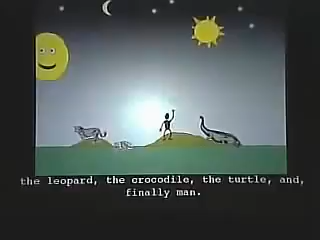 the leopard, the crocodile, the turtle, and,
finally man.